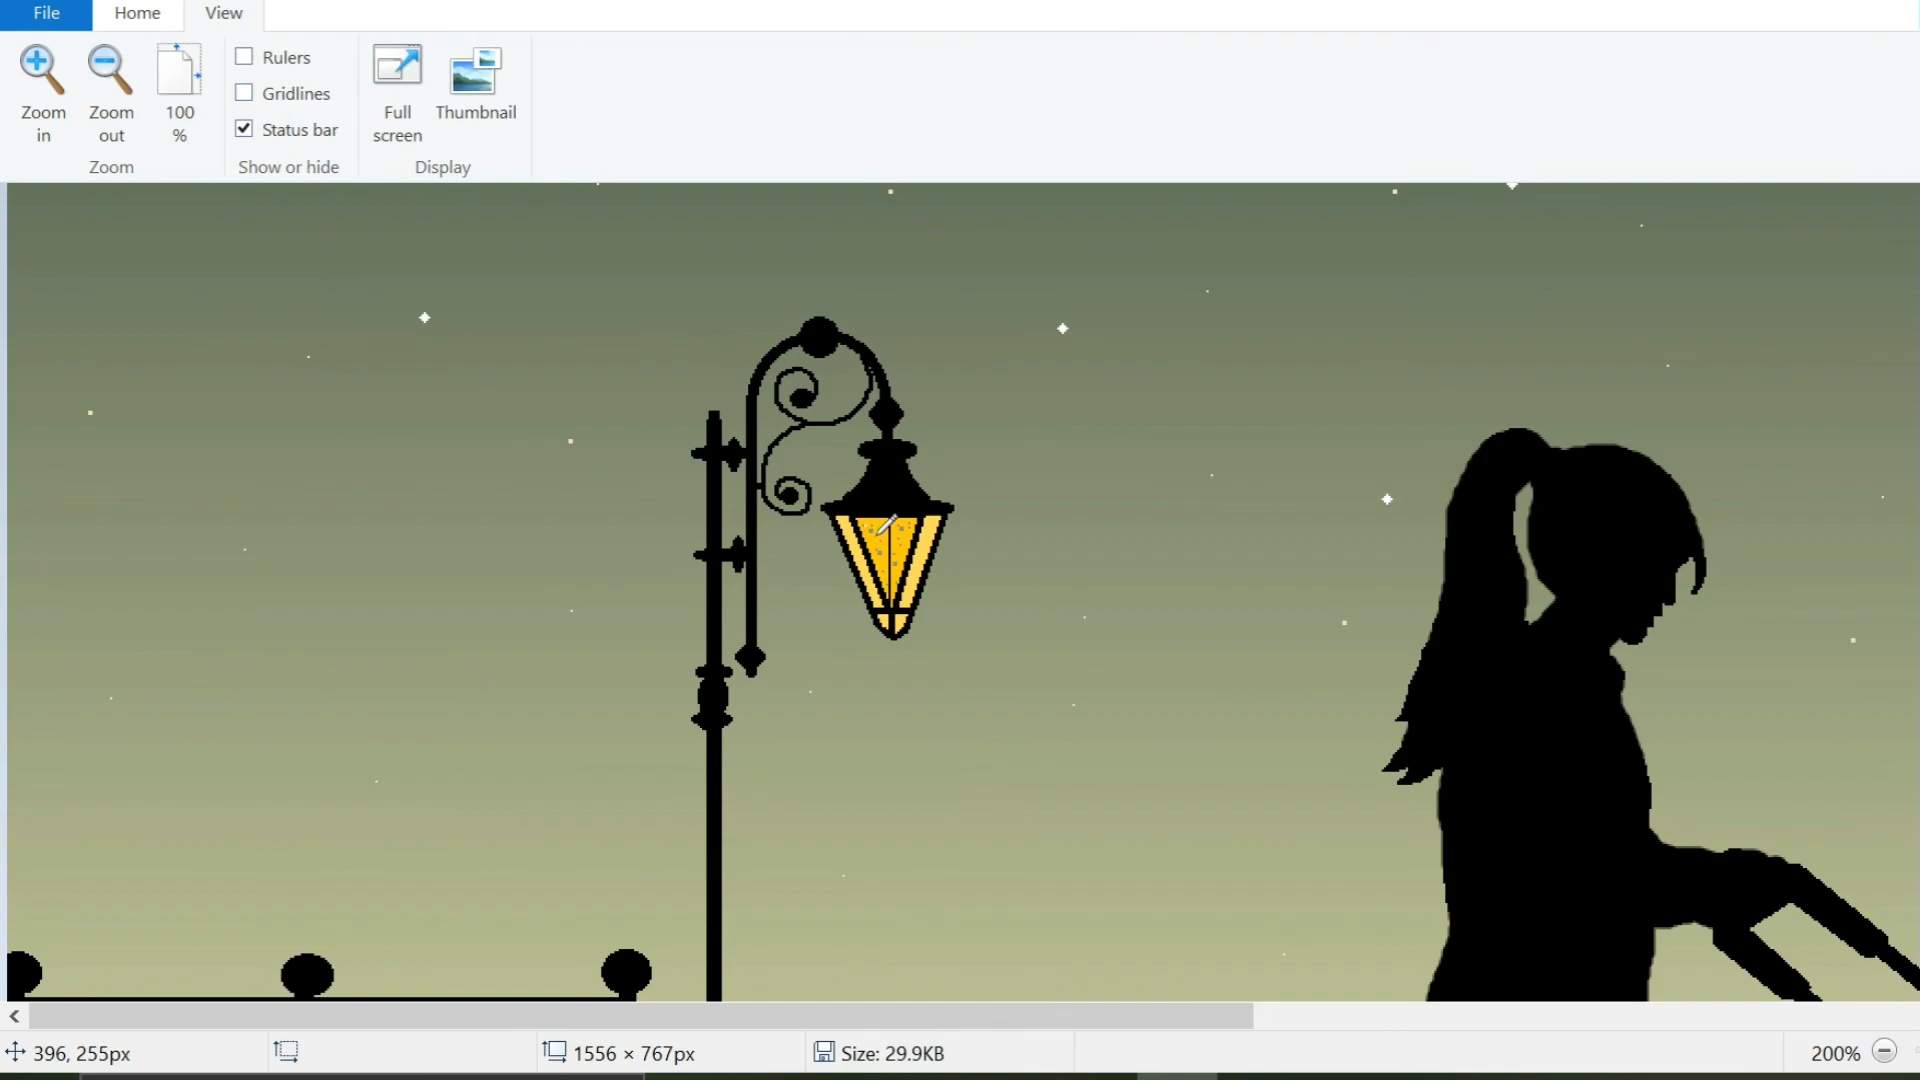 File Home View
Zoom in
Zoom out
100 %
Zoom
Rulers
Gridlines
Status bar
Show or hide
Full screen
Thumbnail
Display
396, 255px
1556 × 767px
Size: 29.9KB
200%